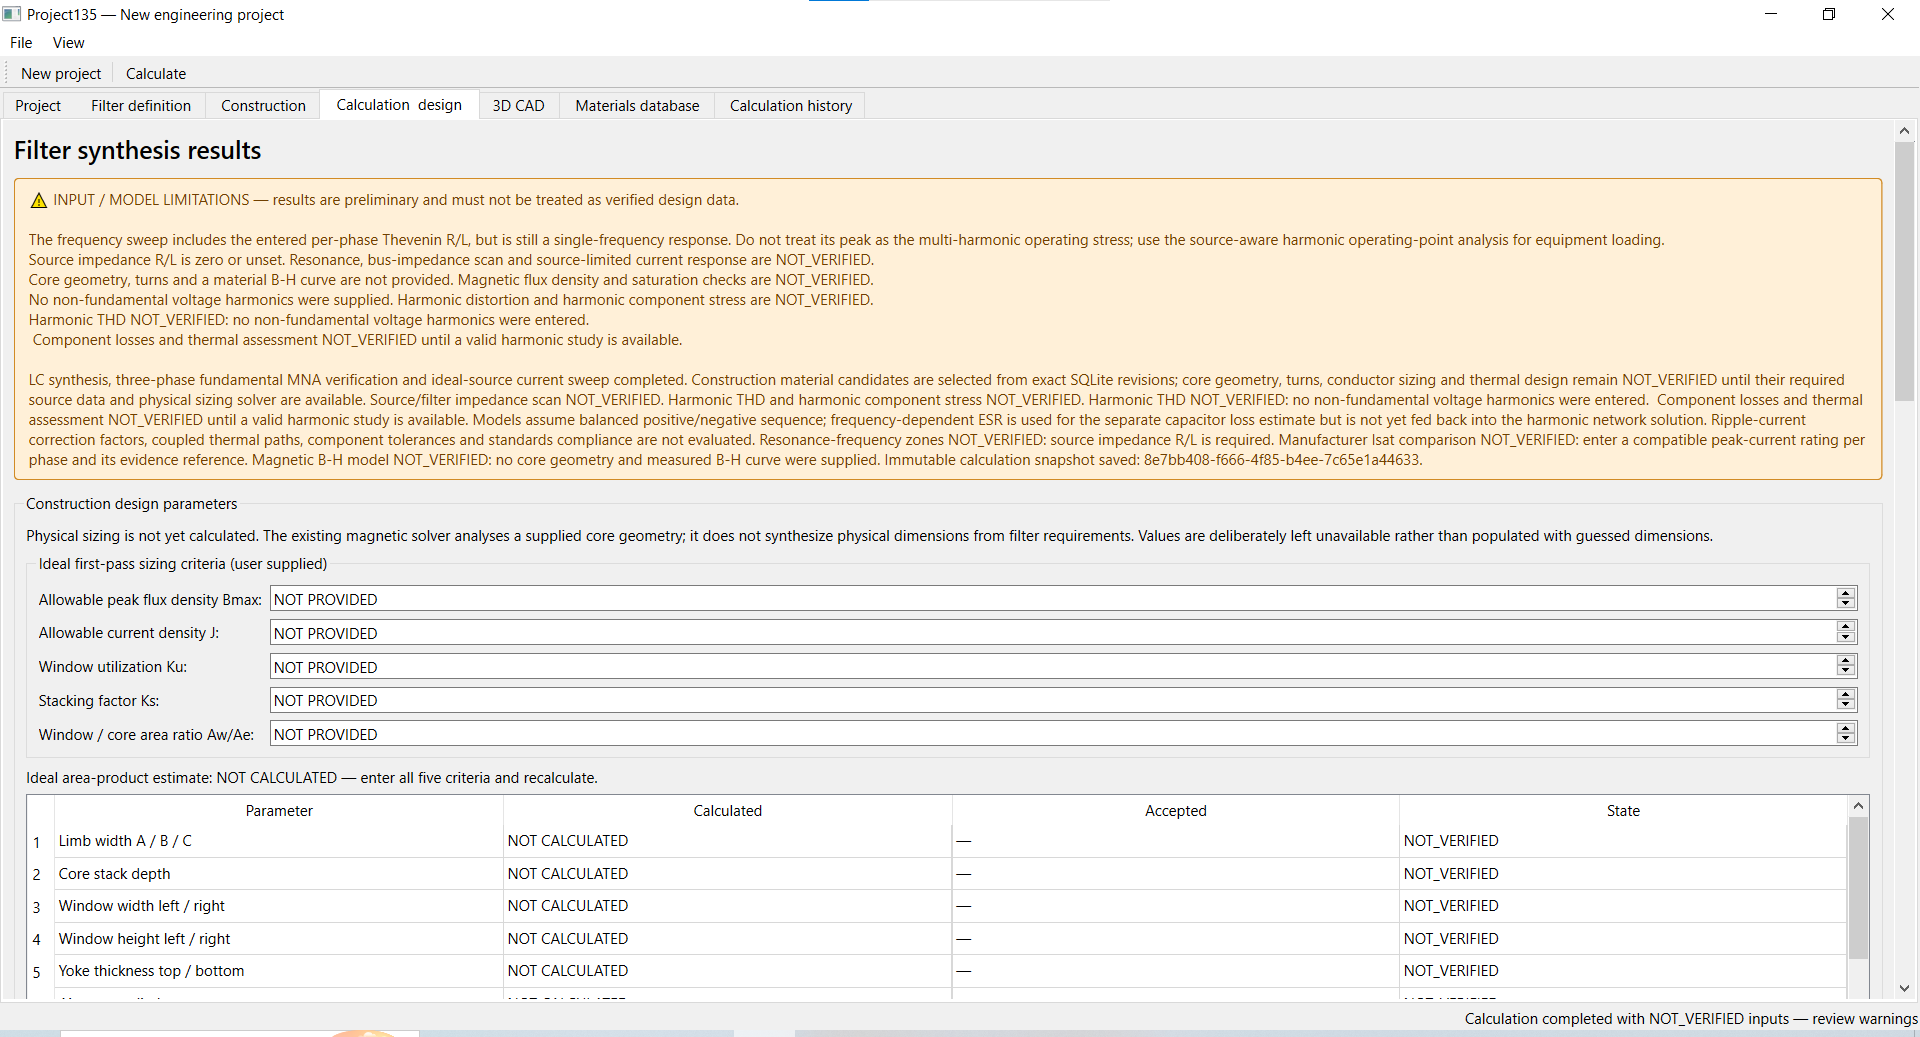 Project135 — New engineering project
File View
New project Calculate
Project Filter definition Construction Calculation design 3D CAD Materials database Calculation history
Filter synthesis results
⚠ INPUT / MODEL LIMITATIONS — results are preliminary and must not be treated as verified design data.
The frequency sweep includes the entered per-phase Thevenin R/L, but is still a single-frequency response. Do not treat its peak as the multi-harmonic operating stress; use the source-aware harmonic operating-point analysis for equipment loading.
Source impedance R/L is zero or unset. Resonance, bus-impedance scan and source-limited current response are NOT_VERIFIED.
Core geometry, turns and a material B-H curve are not provided. Magnetic flux density and saturation checks are NOT_VERIFIED.
No non-fundamental voltage harmonics were supplied. Harmonic distortion and harmonic component stress are NOT_VERIFIED.
Harmonic THD NOT_VERIFIED: no non-fundamental voltage harmonics were entered.
Component losses and thermal assessment NOT_VERIFIED until a valid harmonic study is available.
LC synthesis, three-phase fundamental MNA verification and ideal-source current sweep completed. Construction material candidates are selected from exact SQLite revisions; core geometry, turns, conductor sizing and thermal design remain NOT_VERIFIED until their required
source data and physical sizing solver are available. Source/filter impedance scan NOT_VERIFIED. Harmonic THD and harmonic component stress NOT_VERIFIED. Harmonic THD NOT_VERIFIED: no non-fundamental voltage harmonics were entered. Component losses and thermal
assessment NOT_VERIFIED until a valid harmonic study is available. Models assume balanced positive/negative sequence; frequency-dependent ESR is used for the separate capacitor loss estimate but is not yet fed back into the harmonic network solution. Ripple-current
correction factors, coupled thermal paths, component tolerances and standards compliance are not evaluated. Resonance-frequency zones NOT_VERIFIED: source impedance R/L is required. Manufacturer Isat comparison NOT_VERIFIED: enter a compatible peak-current rating per
phase and its evidence reference. Magnetic B-H model NOT_VERIFIED: no core geometry and measured B-H curve were supplied. Immutable calculation snapshot saved: 8e7bb408-f666-4f85-b4ee-7c65e1a44633.
Construction design parameters
Physical sizing is not yet calculated. The existing magnetic solver analyses a supplied core geometry; it does not synthesize physical dimensions from filter requirements. Values are deliberately left unavailable rather than populated with guessed dimensions.
Ideal first-pass sizing criteria (user supplied)
Allowable peak flux density Bmax: NOT PROVIDED
Allowable current density J: NOT PROVIDED
Window utilization Ku: NOT PROVIDED
Stacking factor Ks: NOT PROVIDED
Window / core area ratio Aw/Ae: NOT PROVIDED
Ideal area-product estimate: NOT CALCULATED — enter all five criteria and recalculate.
Parameter Calculated Accepted State
1 Limb width A / B / C NOT CALCULATED — NOT_VERIFIED
2 Core stack depth NOT CALCULATED — NOT_VERIFIED
3 Window width left / right NOT CALCULATED — NOT_VERIFIED
4 Window height left / right NOT CALCULATED — NOT_VERIFIED
5 Yoke thickness top / bottom NOT CALCULATED — NOT_VERIFIED
Calculation completed with NOT_VERIFIED inputs — review warnings